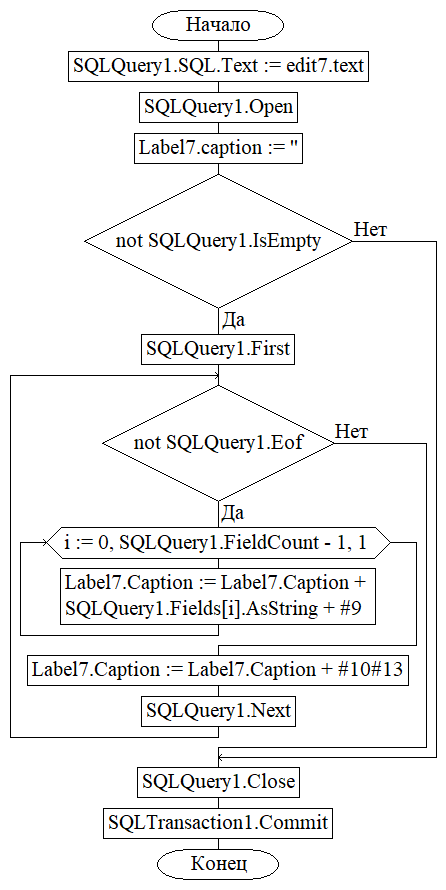 Начало
SQLQuery1.SQL.Text := edit7.text
SQLQuery1.Open
Label7.caption := ''
not SQLQuery1.IsEmpty
Нет
Да
SQLQuery1.First
not SQLQuery1.Eof
Нет
Да
i := 0, SQLQuery1.FieldCount - 1, 1
Label7.Caption := Label7.Caption +
SQLQuery1.Fields[i].AsString + #9
Label7.Caption := Label7.Caption + #10#13
SQLQuery1.Next
SQLQuery1.Close
SQLTransaction1.Commit
Конец